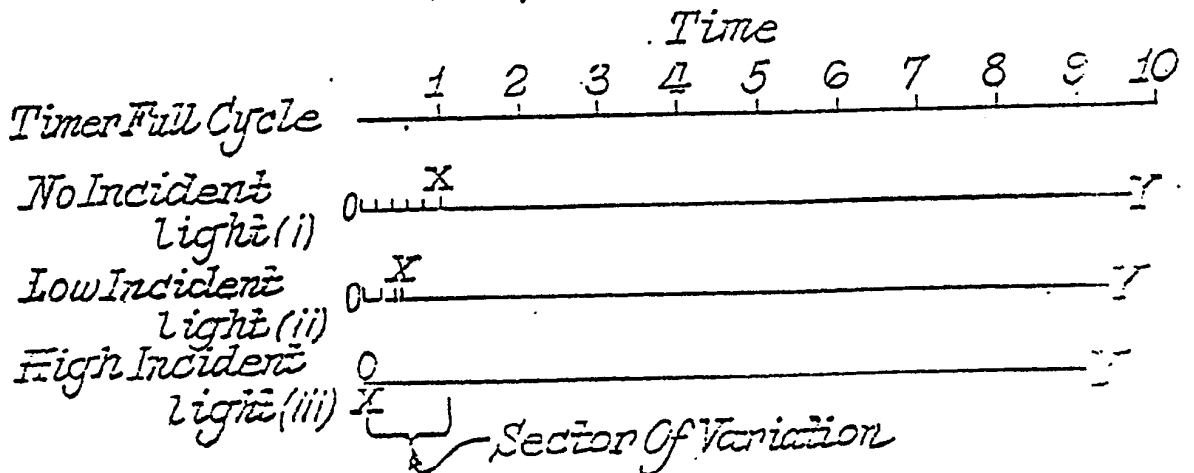 Time
1 2 3 4 5 6 7 8 9 10
Timer Full Cycle
No Incident
light (i)
X
0
Y
Low Incident
light (ii)
X
0
Y
High Incident
light (iii)
0
X
Y
Sector Of Variation